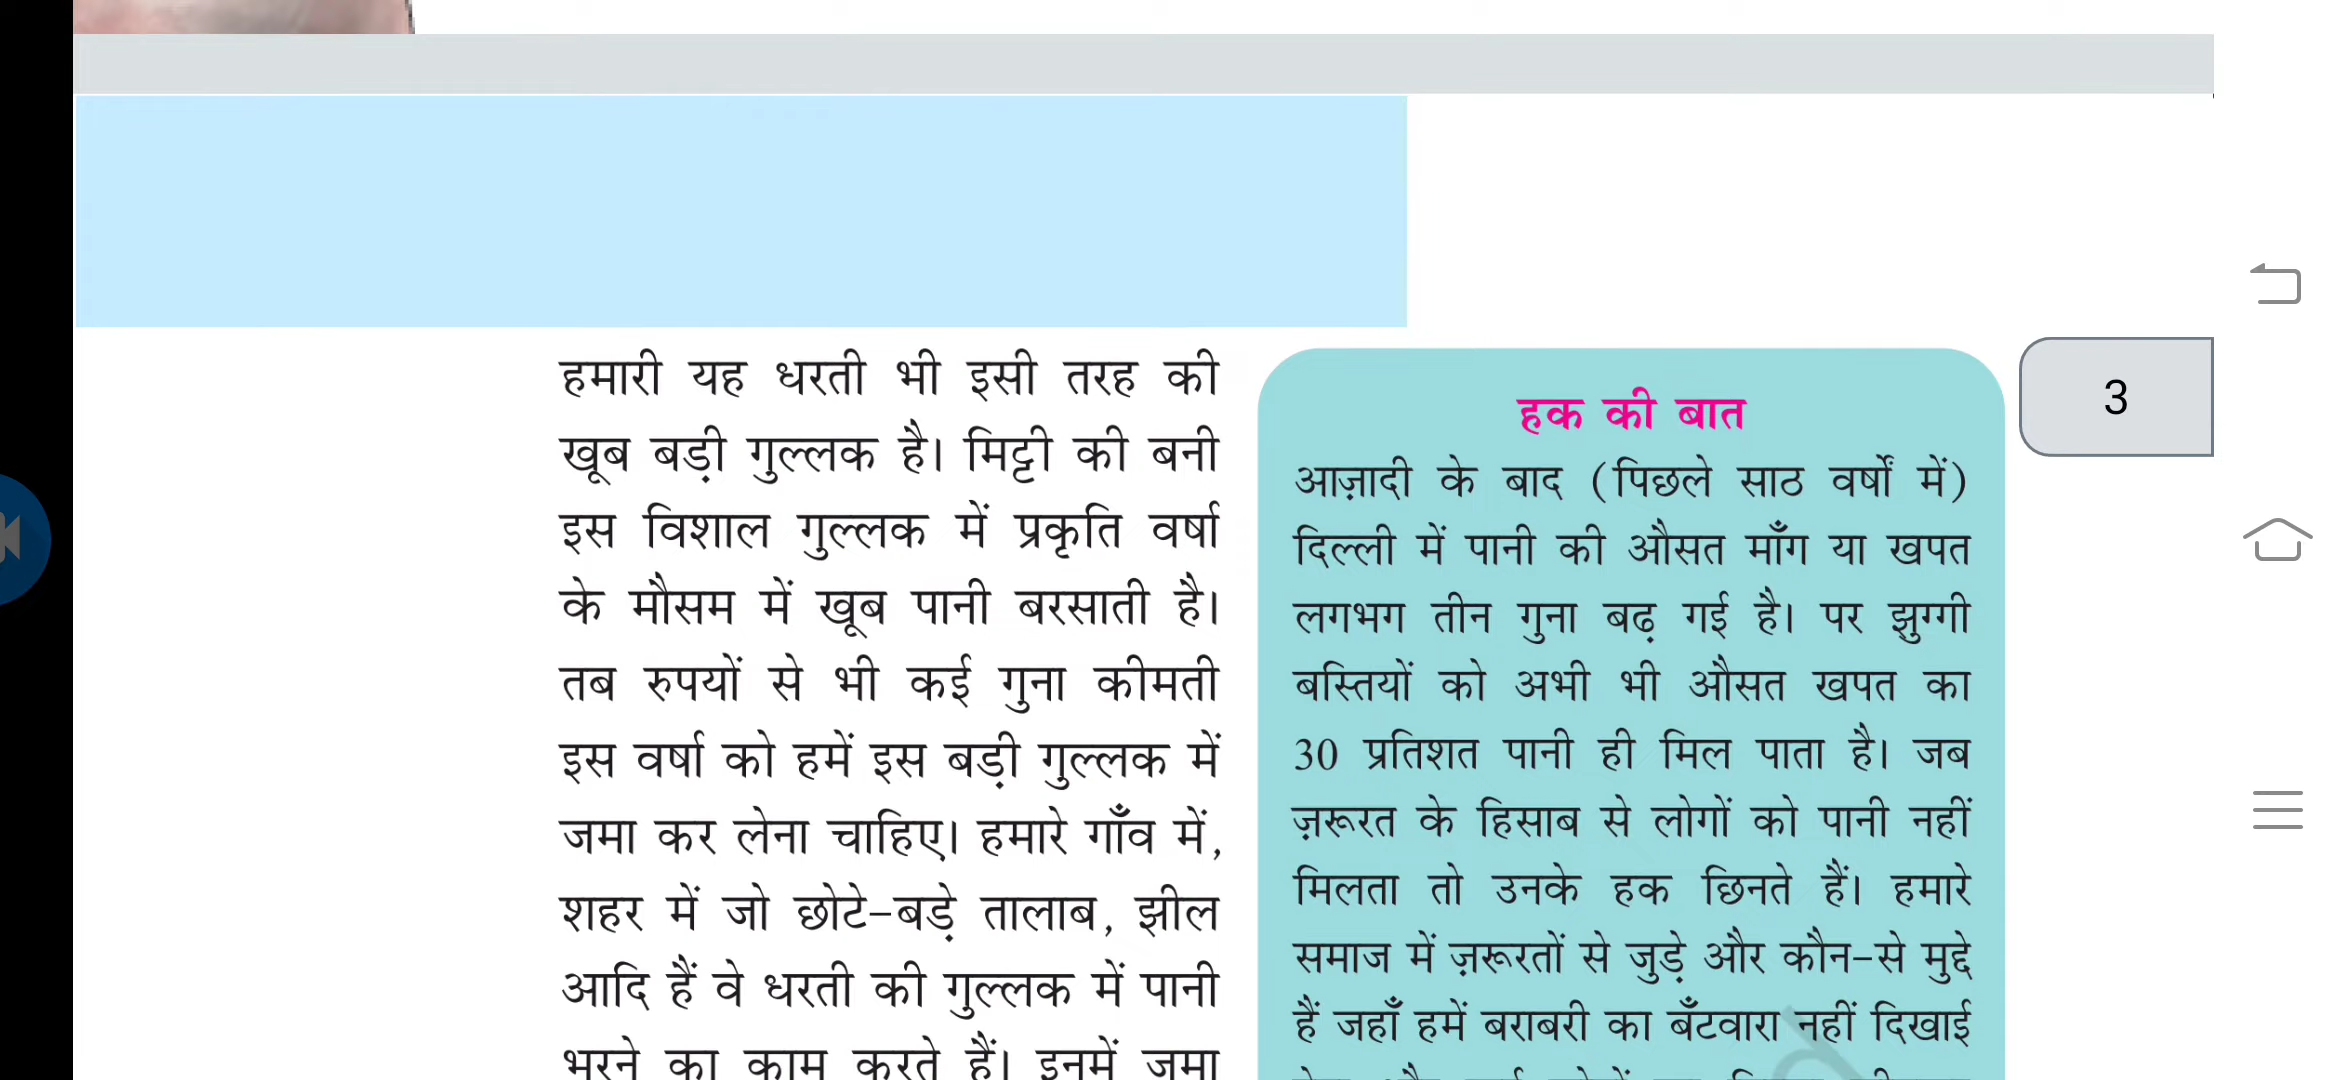 हमारी यह धरती भी इसी तरह की
खूब बड़ी गुल्लक है। मिट्टी की बनी
इस विशाल गुल्लक में प्रकृति वर्षा
के मौसम में खूब पानी बरसाती है।
तब रुपयों से भी कई गुना कीमती
इस वर्षा को हमें इस बड़ी गुल्लक में
जमा कर लेना चाहिए। हमारे गाँव में,
शहर में जो छोटे-बड़े तालाब, झील
आदि हैं वे धरती की गुल्लक में पानी
भरने का काम करते हैं। इनमें जमा
हक की बात
आज़ादी के बाद (पिछले साठ वर्षों में)
दिल्ली में पानी की औसत माँग या खपत
लगभग तीन गुना बढ़ गई है। पर झुग्गी
बस्तियों को अभी भी औसत खपत का
30 प्रतिशत पानी ही मिल पाता है। जब
ज़रूरत के हिसाब से लोगों को पानी नहीं
मिलता तो उनके हक छिनते हैं। हमारे
समाज में ज़रूरतों से जुड़े और कौन-से मुद्दे
हैं जहाँ हमें बराबरी का बँटवारा नहीं दिखाई
3